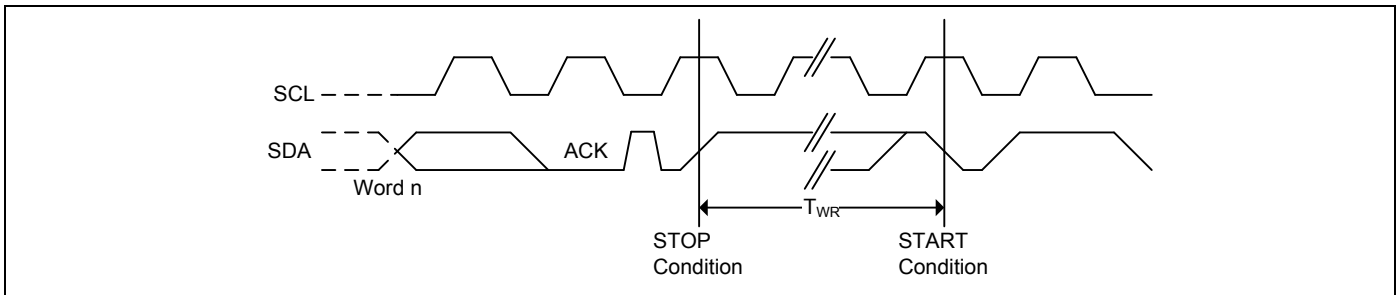 SCL
SDA
ACK
Word n
TWR
STOP
Condition
START
Condition